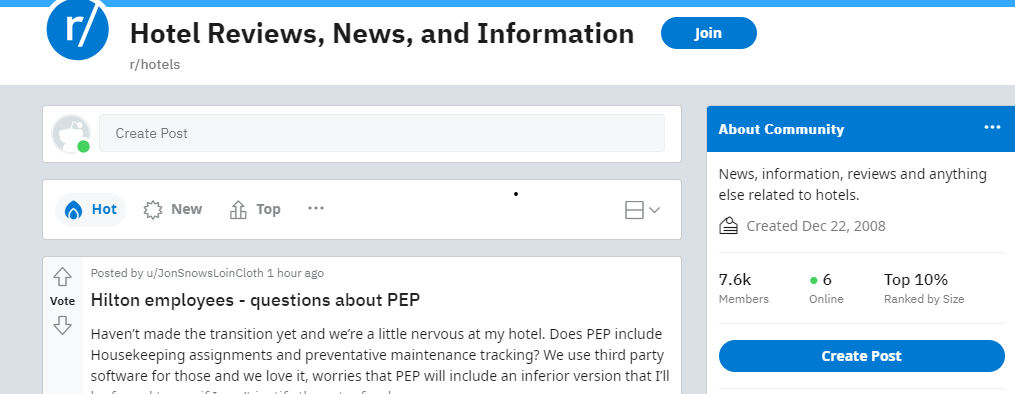 r/
Hotel Reviews, News, and Information
Join
r/hotels
Create Post
Hot
New
Top
Posted by u/JonSnowsLoinCloth 1 hour ago
Vote
Hilton employees - questions about PEP
Haven't made the transition yet and we're a little nervous at my hotel. Does PEP include
Housekeeping assignments and preventative maintenance tracking? We use third party
software for those and we love it, worries that PEP will include an inferior version that I'll
About Community
News, information, reviews and anything
else related to hotels.
Created Dec 22, 2008
7.6k
6
Top 10%
Members
Online
Ranked by Size
Create Post